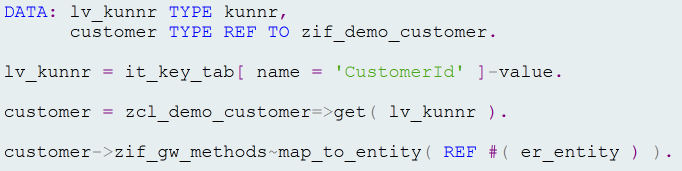 DATA: lv_kunnr TYPE kunnr,
customer TYPE REF TO zif_demo_customer.
lv_kunnr = it_key_tab[ name = 'CustomerId' ]-value.
customer = zcl_demo_customer=>get( lv_kunnr ).
customer->zif_gw_methods~map_to_entity( REF #( er_entity ) ).